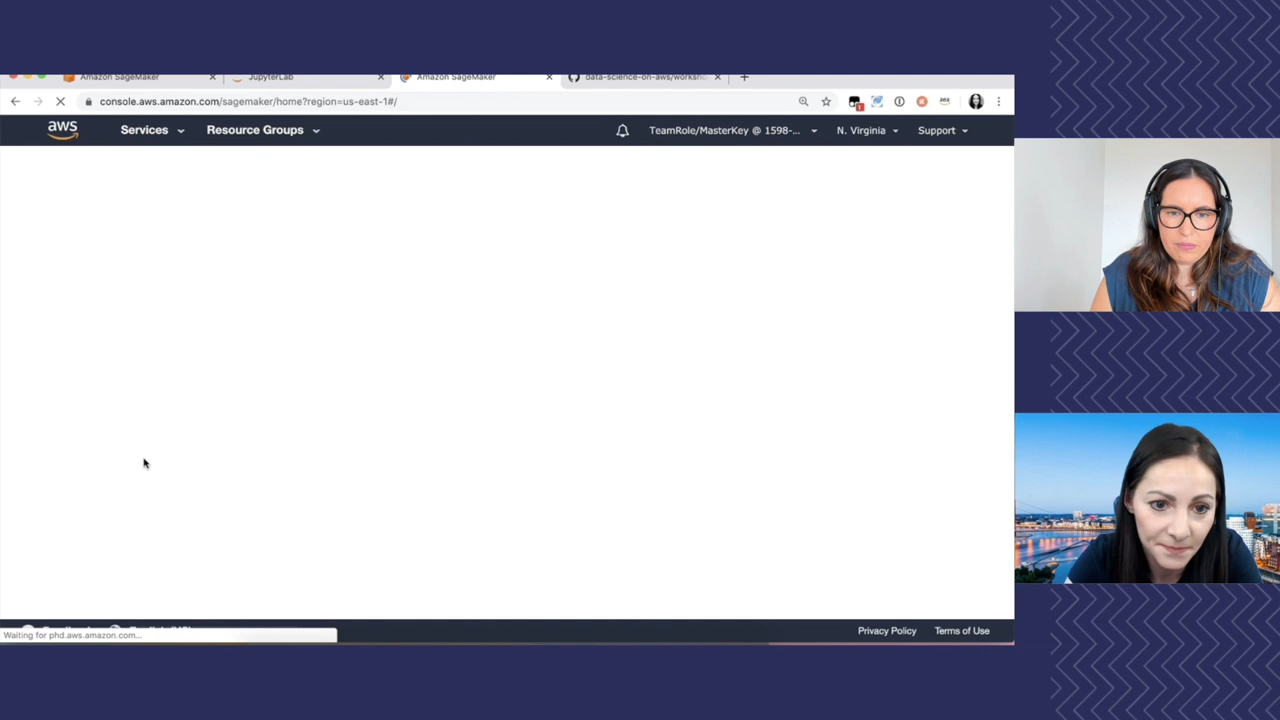 Amazon SageMaker
JupyterLab
Amazon SageMaker
data-science-on-aws/worksho
console.aws.amazon.com/sagemaker/home?region=us-east-1#/
aws
Services
Resource Groups
TeamRole/MasterKey @ 1598-...
N. Virginia
Support
Waiting for phd.aws.amazon.com...
Privacy Policy
Terms of Use